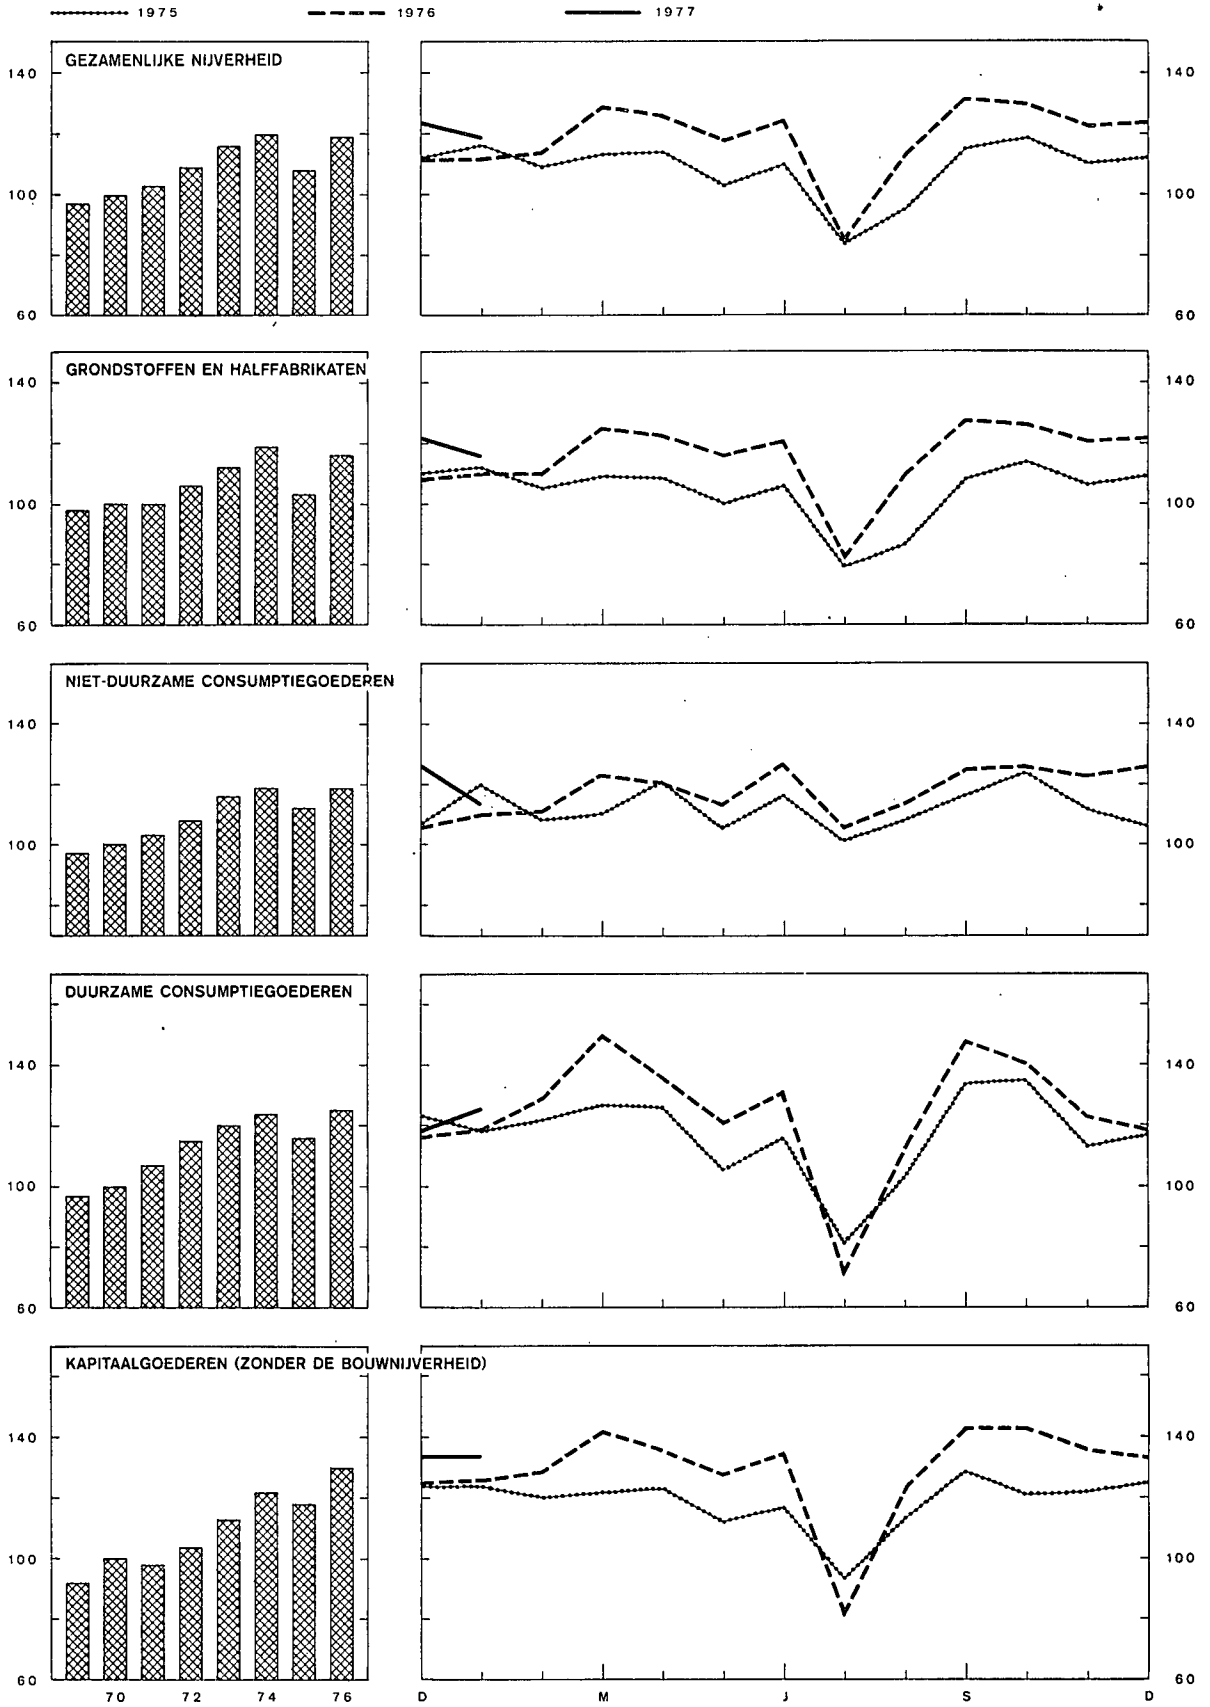 1975 1976 1977
GEZAMENLIJKE NIJVERHEID
140 140
100 100
60 60
GRONDSTOFFEN EN HALFFABRIKATEN
140 140
100 100
60 60
NIET-DUURZAME CONSUMPTIEGOEDEREN
140 140
100 100
DUURZAME CONSUMPTIEGOEDEREN
140 140
100 100
60 60
KAPITAALGOEDEREN (ZONDER DE BOUWNIJVERHEID)
140 140
100 100
60 60
70 72 74 76 D M J S D